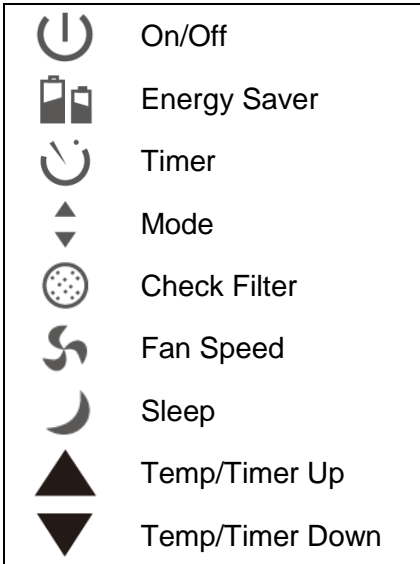 On/Off
Energy Saver
Timer
Mode
Check Filter
Fan Speed
Sleep
Temp/Timer Up
Temp/Timer Down